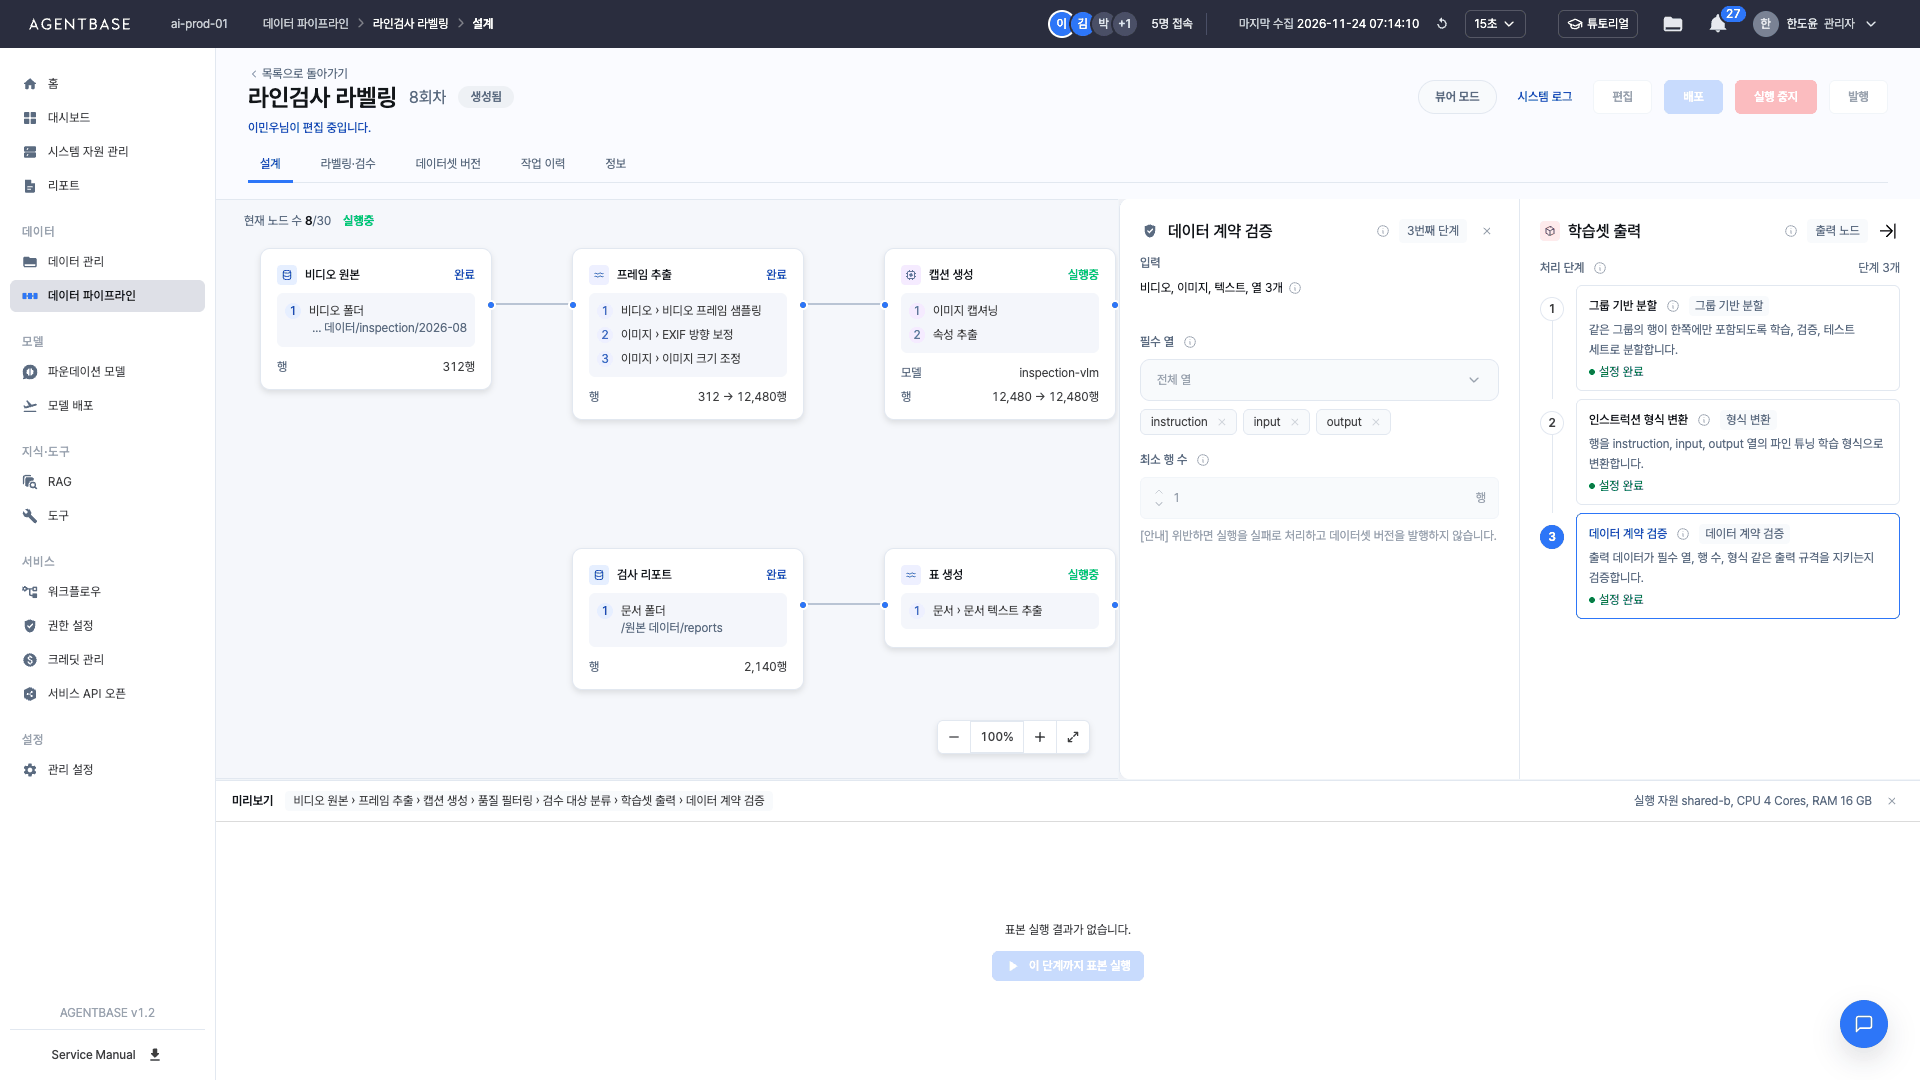 AGENTBASE
ai-prod-01
데이터 파이프라인 > 라인검사 라벨링 > 설계
이 김 박 +1
5명 접속
마지막 수집 2026-11-24 07:14:10
15초
튜토리얼
27
한 한도윤 관리자
홈
대시보드
시스템 자원 관리
리포트
데이터
데이터 관리
데이터 파이프라인
모델
파운데이션 모델
모델 배포
지식·도구
RAG
도구
서비스
워크플로우
권한 설정
크레딧 관리
서비스 API 오픈
설정
관리 설정
AGENTBASE v1.2
Service Manual
목록으로 돌아가기
라인검사 라벨링 8회차 생성됨
이민우님이 편집 중입니다.
뷰어 모드
시스템 로그
편집
배포
실행 중지
발행
설계
라벨링·검수
데이터셋 버전
작업 이력
정보
현재 노드 수 8/30 실행중
비디오 원본 완료
1 비디오 폴더
... 데이터/inspection/2026-08
행 312행
프레임 추출 완료
1 비디오 › 비디오 프레임 샘플링
2 이미지 › EXIF 방향 보정
3 이미지 › 이미지 크기 조정
행 312 → 12,480행
캡션 생성 실행중
1 이미지 캡셔닝
2 속성 추출
모델 inspection-vlm
행 12,480 → 12,480행
검사 리포트 완료
1 문서 폴더
/원본 데이터/reports
행 2,140행
표 생성 실행중
1 문서 › 문서 텍스트 추출
100%
데이터 계약 검증
3번째 단계
입력
비디오, 이미지, 텍스트, 열 3개
필수 열
전체 열
instruction
input
output
최소 행 수
1 행
[안내] 위반하면 실행을 실패로 처리하고 데이터셋 버전을 발행하지 않습니다.
학습셋 출력
출력 노드
처리 단계
단계 3개
1
그룹 기반 분할 그룹 기반 분할
같은 그룹의 행이 한쪽에만 포함되도록 학습, 검증, 테스트
세트로 분할합니다.
설정 완료
2
인스트럭션 형식 변환 형식 변환
행을 instruction, input, output 열의 파인 튜닝 학습 형식으로
변환합니다.
설정 완료
3
데이터 계약 검증 데이터 계약 검증
출력 데이터가 필수 열, 행 수, 형식 같은 출력 규격을 지키는지
검증합니다.
설정 완료
미리보기
비디오 원본 › 프레임 추출 › 캡션 생성 › 품질 필터링 › 검수 대상 분류 › 학습셋 출력 › 데이터 계약 검증
실행 자원 shared-b, CPU 4 Cores, RAM 16 GB
표본 실행 결과가 없습니다.
이 단계까지 표본 실행